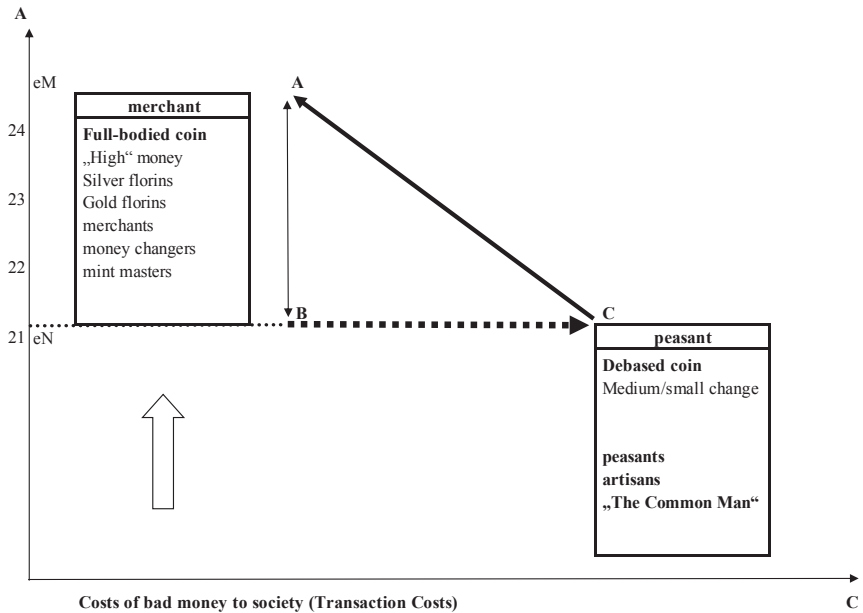 A
eM
24
23
22
21
eN
merchant
Full-bodied coin
„High“ money
Silver florins
Gold florins
merchants
money changers
mint masters
A
B
C
peasant
Debased coin
Medium/small change
peasants
artisans
„The Common Man“
Costs of bad money to society (Transaction Costs)
C